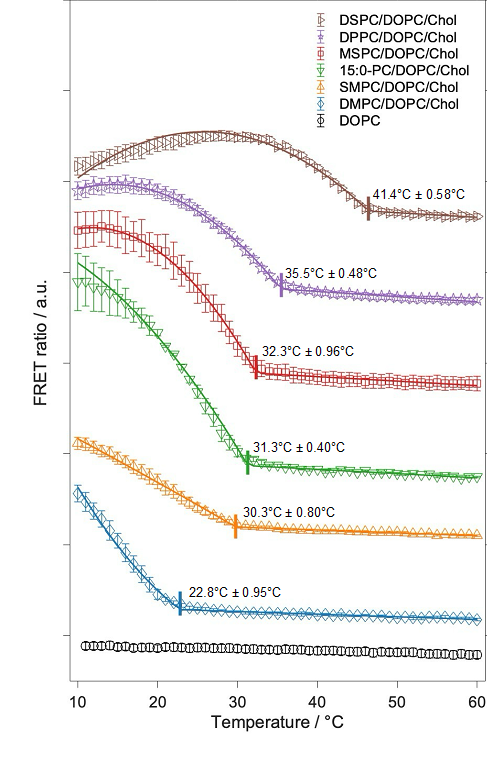 DSPC/DOPC/Chol
DPPC/DOPC/Chol
MSPC/DOPC/Chol
15:0-PC/DOPC/Chol
SMPC/DOPC/Chol
DMPC/DOPC/Chol
DOPC
41.4°C ± 0.58°C
35.5°C ± 0.48°C
32.3°C ± 0.96°C
31.3°C ± 0.40°C
30.3°C ± 0.80°C
22.8°C ± 0.95°C
FRET ratio / a.u.
10 20 30 40 50 60
Temperature / °C